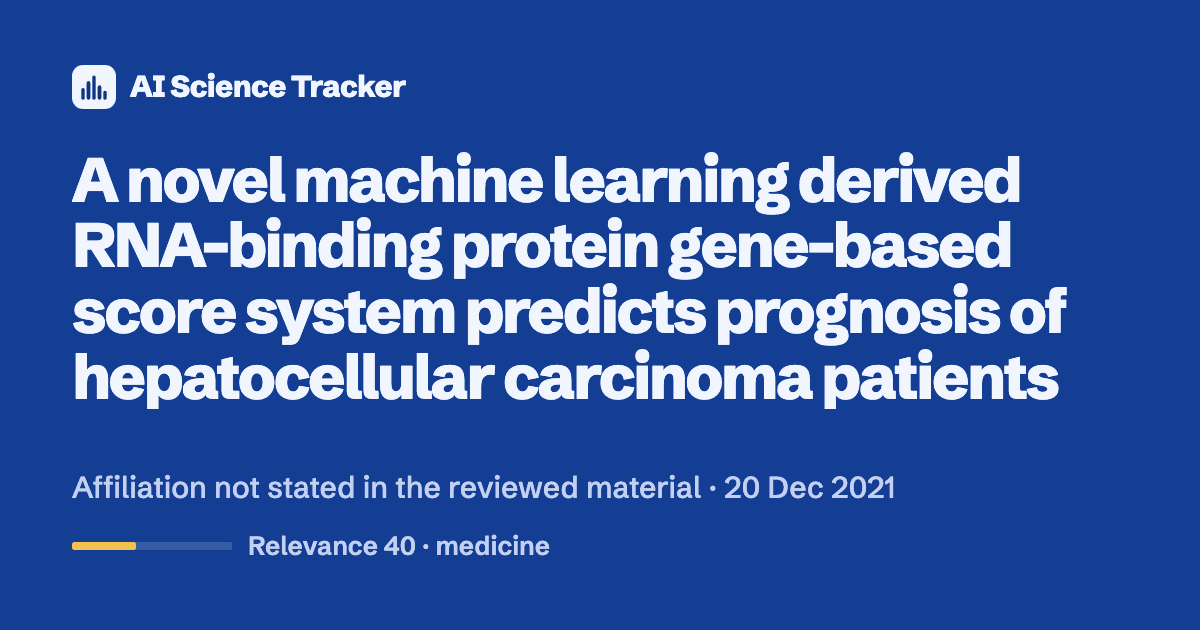 AI Science Tracker
A novel machine learning derived
RNA-binding protein gene-based
score system predicts prognosis of
hepatocellular carcinoma patients
Affiliation not stated in the reviewed material · 20 Dec 2021
Relevance 40 · medicine